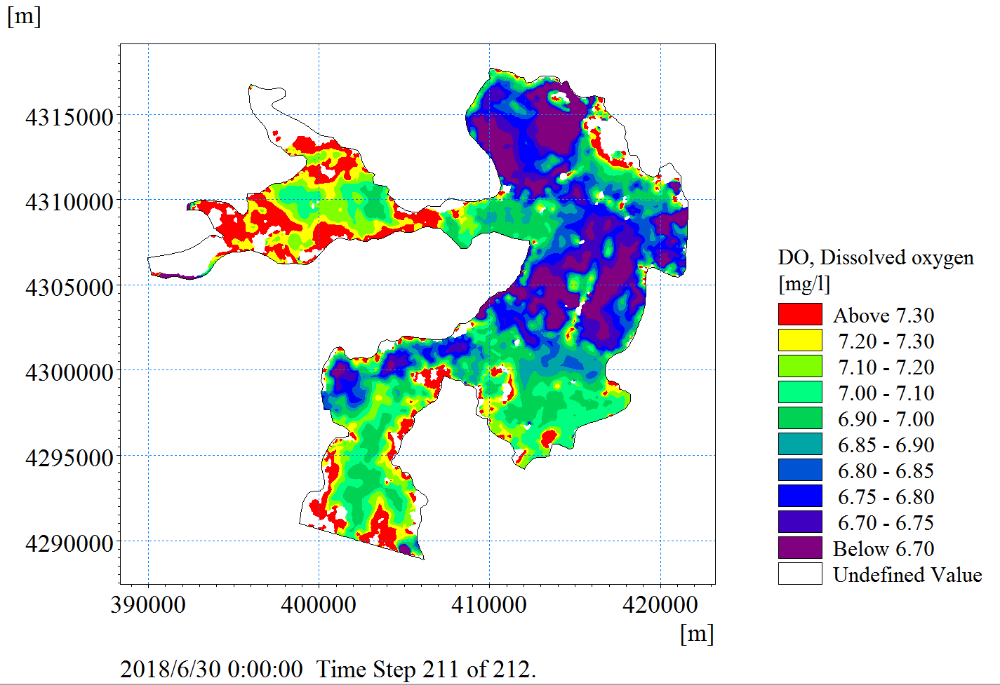 [m]
4315000
4310000
4305000
4300000
4295000
4290000
390000 400000 410000 420000
[m]
DO, Dissolved oxygen
[mg/l]
Above 7.30
7.20 - 7.30
7.10 - 7.20
7.00 - 7.10
6.90 - 7.00
6.85 - 6.90
6.80 - 6.85
6.75 - 6.80
6.70 - 6.75
Below 6.70
Undefined Value
2018/6/30 0:00:00 Time Step 211 of 212.